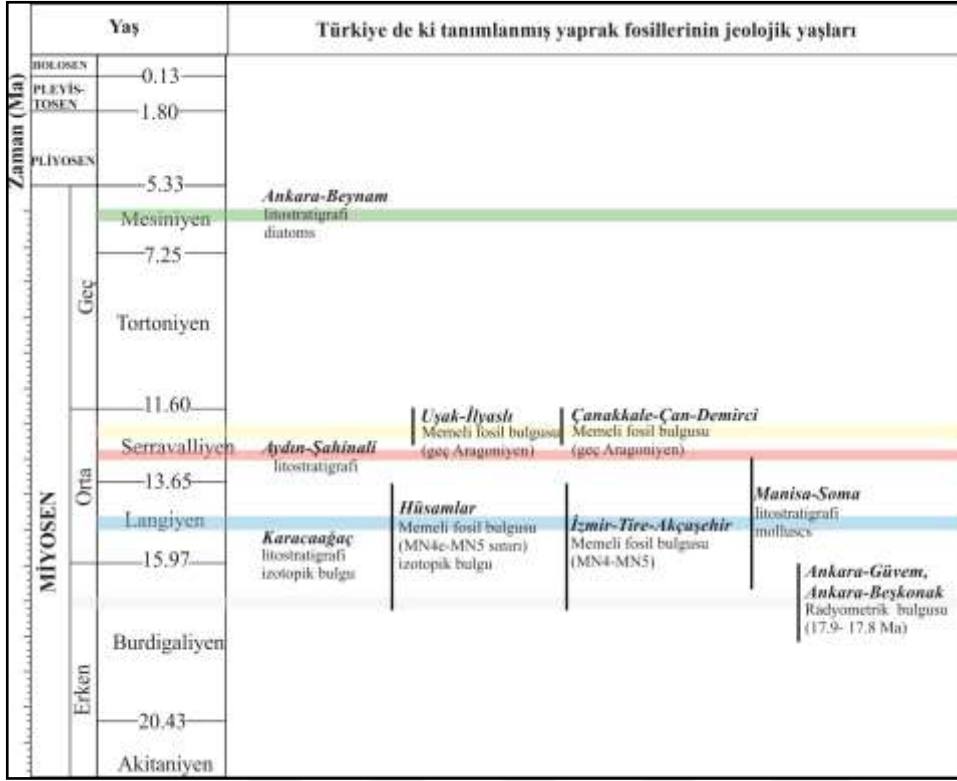 Yaş
Türkiye de ki tanımlanmış yaprak fosillerinin jeolojik yaşları
Zaman (Ma)
HOLOSEN
0.13
PLEVİS-
TOSEN
1.80
PLİYOSEN
5.33
Ankara-Beynam
litostratigrafi
diatoms
Mesiniyen
7.25
Geç
Tortoniyen
11.60
Uşak-İlyaslı
Memeli fosil bulgusu
(geç Aragoniyen)
Çanakkale-Çan-Demirci
Memeli fosil bulgusu
(geç Aragoniyen)
Serravalliyen
Aydın-Şahinali
litostratigrafi
13.65
Orta
MİYOSEN
Langiyen
Karacaağaç
litostratigrafi
izotopik bulgu
Hüsamlar
Memeli fosil bulgusu
(MN4e-MN5 sınırı)
izotopik bulgu
İzmir-Tire-Akçaşehir
Memeli fosil bulgusu
(MN4-MN5)
Manisa-Soma
litostratigrafi
molluscs
15.97
Ankara-Güvem,
Ankara-Beşkonak
Radyometrik bulgusu
(17.9- 17.8 Ma)
Burdigaliyen
Erken
20.43
Akitaniyen